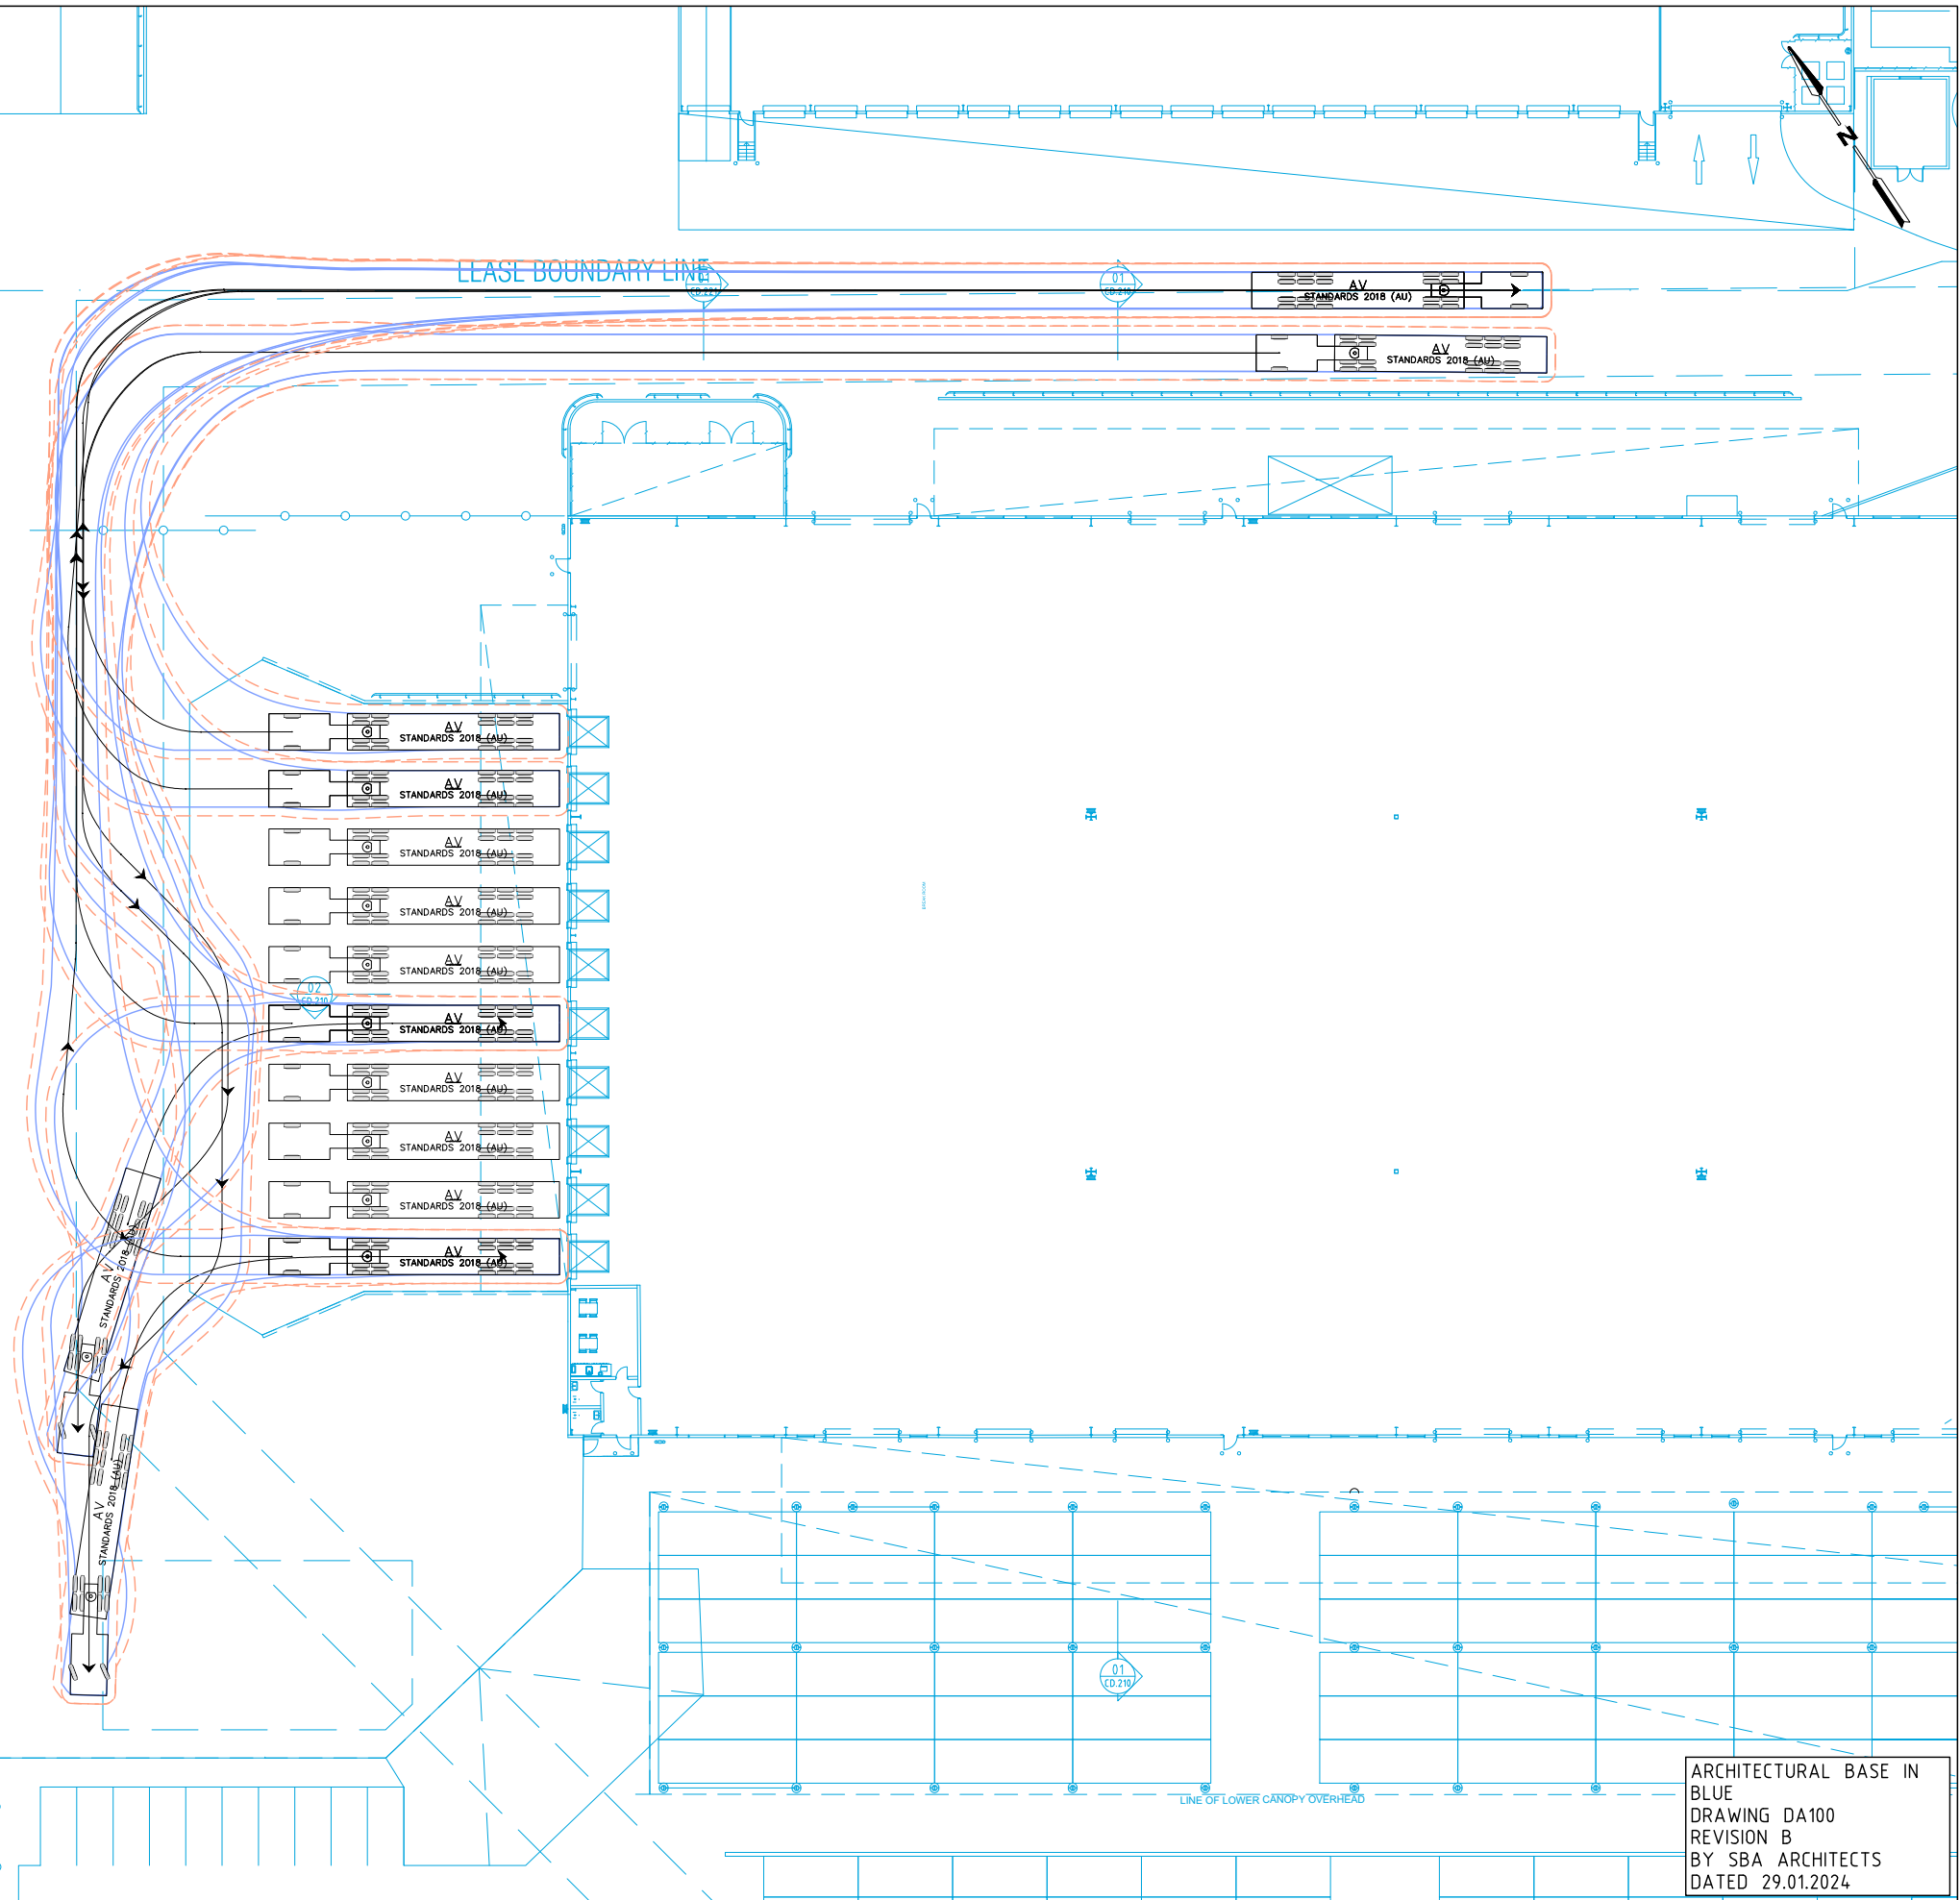 N
LEASE BOUNDARY LINE
01
CD.221
01
CD.210
AV
STANDARDS 2018 (AU)
AV
STANDARDS 2018 (AU)
AV
STANDARDS 2018 (AU)
AV
STANDARDS 2018 (AU)
AV
STANDARDS 2018 (AU)
AV
STANDARDS 2018 (AU)
AV
STANDARDS 2018 (AU)
02
CD.210
AV
STANDARDS 2018 (AU)
AV
STANDARDS 2018 (AU)
AV
STANDARDS 2018 (AU)
AV
STANDARDS 2018 (AU)
AV
STANDARDS 2018 (AU)
AV
STANDARDS 2018 (AU)
AV
STANDARDS 2018 (AU)
01
CD.210
LINE OF LOWER CANOPY OVERHEAD
ARCHITECTURAL BASE IN
BLUE
DRAWING DA100
REVISION B
BY SBA ARCHITECTS
DATED 29.01.2024